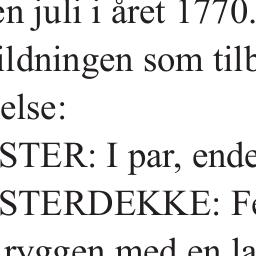 en juli i året 1770.
ildningen som tilb
else:
STER: I par, ende
STERDEKKE: Fe
ryggen med en la